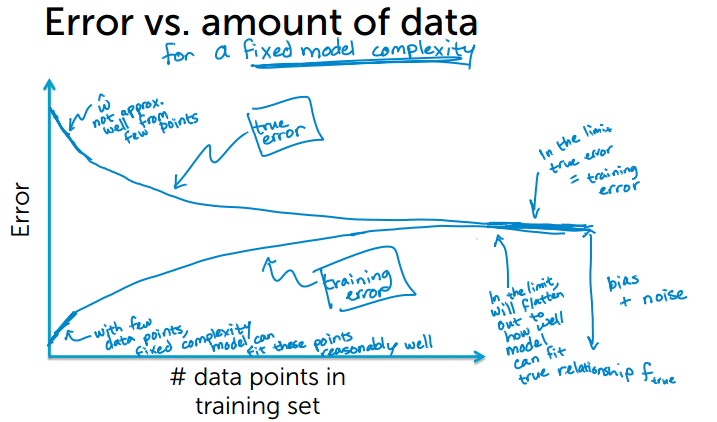 Error vs. amount of data
for a fixed model complexity
ŵ
not approx.
well from
few points
true
error
In the limit
true error
= training
error
Error
training
error
with few
data points,
fixed complexity
model can
fit these points
reasonably well
In the limit,
will flatten
out to
how well
model
can fit
true relationship f_true
bias
+ noise
# data points in
training set